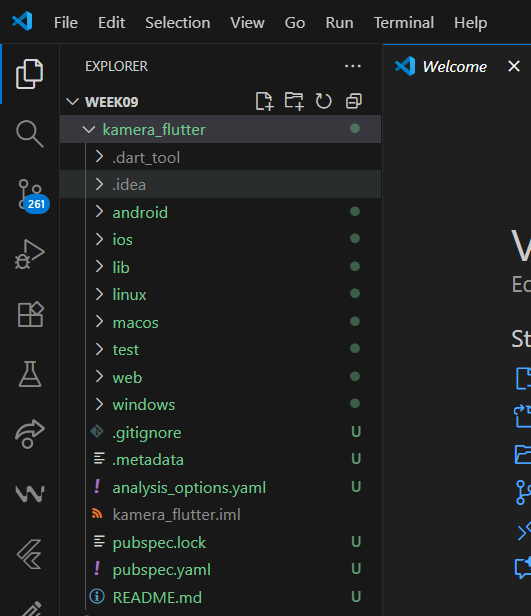 File Edit Selection View Go Run Terminal Help
EXPLORER
Welcome
WEEK09
kamera_flutter
.dart_tool
.idea
261
android
ios
lib
linux
macos
test
web
windows
.gitignore U
.metadata U
analysis_options.yaml U
kamera_flutter.iml
pubspec.lock U
pubspec.yaml U
README.md U
V
Ed
St